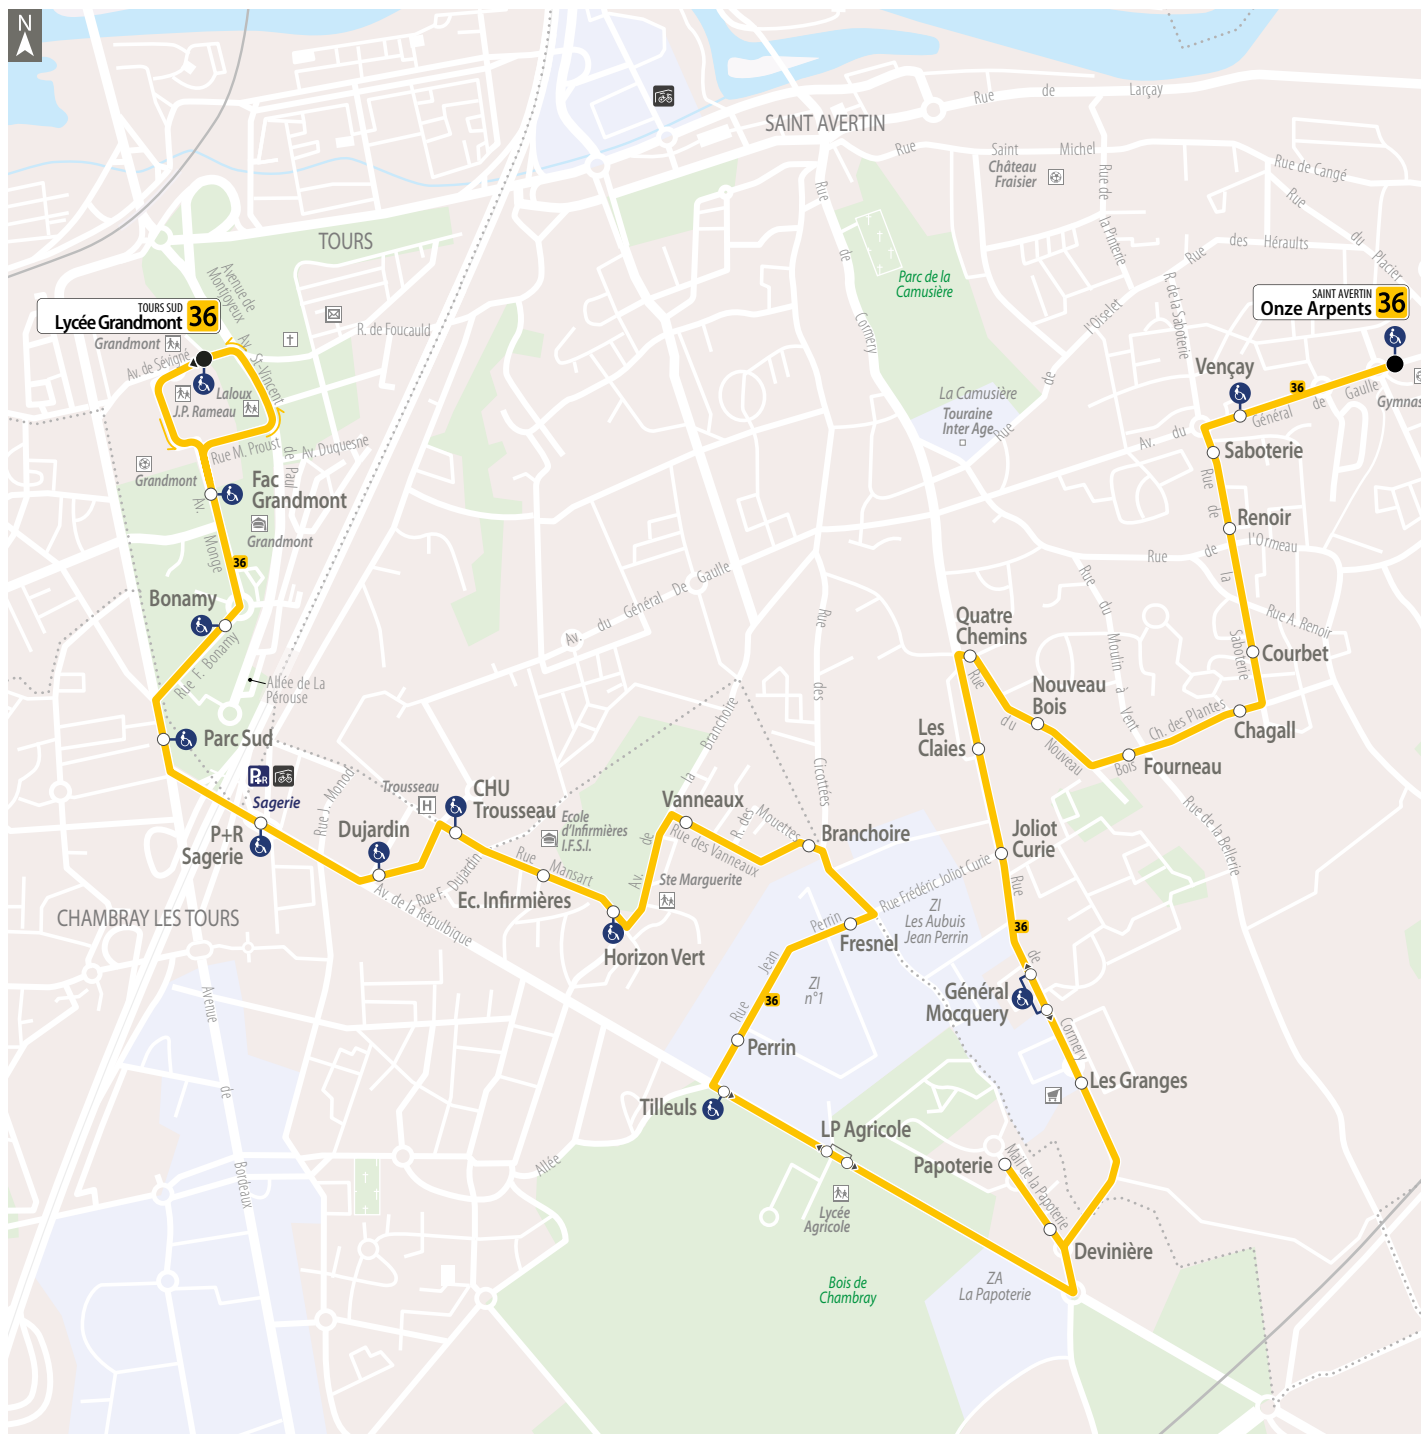 N
SAINT AVERTIN
Rue de Larçay
Rue Saint Michel
Château
Fraisier
Rue de Cangé
Rue du Placier
Rue des Héraults
Rue de la Pinterie
R. de la Saboterie
Rue de l'Oiselet
TOURS
Avenue de
Montjoyeux
R. de Foucauld
Av. St-Vincent
de Paul
TOURS SUD
Lycée Grandmont 36
Grandmont
Av. de Sévigné
Laloux
J.P. Rameau
Rue M. Proust
Av. Duquesne
Grandmont
Fac
Grandmont
Grandmont
Av. Monge
36
Bonamy
Rue F. Bonamy
Allée de La
Pérouse
Parc Sud
P+R
Sagerie
P+R
Sagerie
Rue J. Monod
Dujardin
Trousseau
H
CHU
Trousseau
Rue F. Dujardin
Av. de la Répulbique
Ecole
d'Infirmières
I.F.S.I.
Rue Mansart
Ec. Infirmières
Horizon Vert
Ste Marguerite
Av. de la Branchoire
Vanneaux
Rue des Vanneaux
R. des Mouettes
Branchoire
Rue des Cicottées
Av. du Général De Gaulle
Rue de Cormery
Parc de la
Camusière
La Camusière
Touraine
Inter Age
SAINT AVERTIN
Onze Arpents 36
Gymnas
Vençay
36
Av. du Général de Gaulle
Saboterie
Rue de la Saboterie
Renoir
Rue de l'Ormeau
Rue A. Renoir
Courbet
Chagall
Ch. des Plantes
Fourneau
Rue du Moulin à Vent
Rue de la Bellerie
Nouveau
Bois
Rue du Nouveau Bois
Quatre
Chemins
Les
Claies
Joliot
Curie
Rue Frédéric Joliot Curie
Rue de Cormery
36
ZI
Les Aubuis
Jean Perrin
Fresnel
Rue Jean Perrin
36
ZI
n°1
Perrin
Général
Mocquery
Les Granges
Tilleuls
LP Agricole
Lycée
Agricole
Papoterie
Mail de la Papoterie
Devinière
ZA
La Papoterie
Bois de
Chambray
Allée
CHAMBRAY LES TOURS
Avenue de Bordeaux